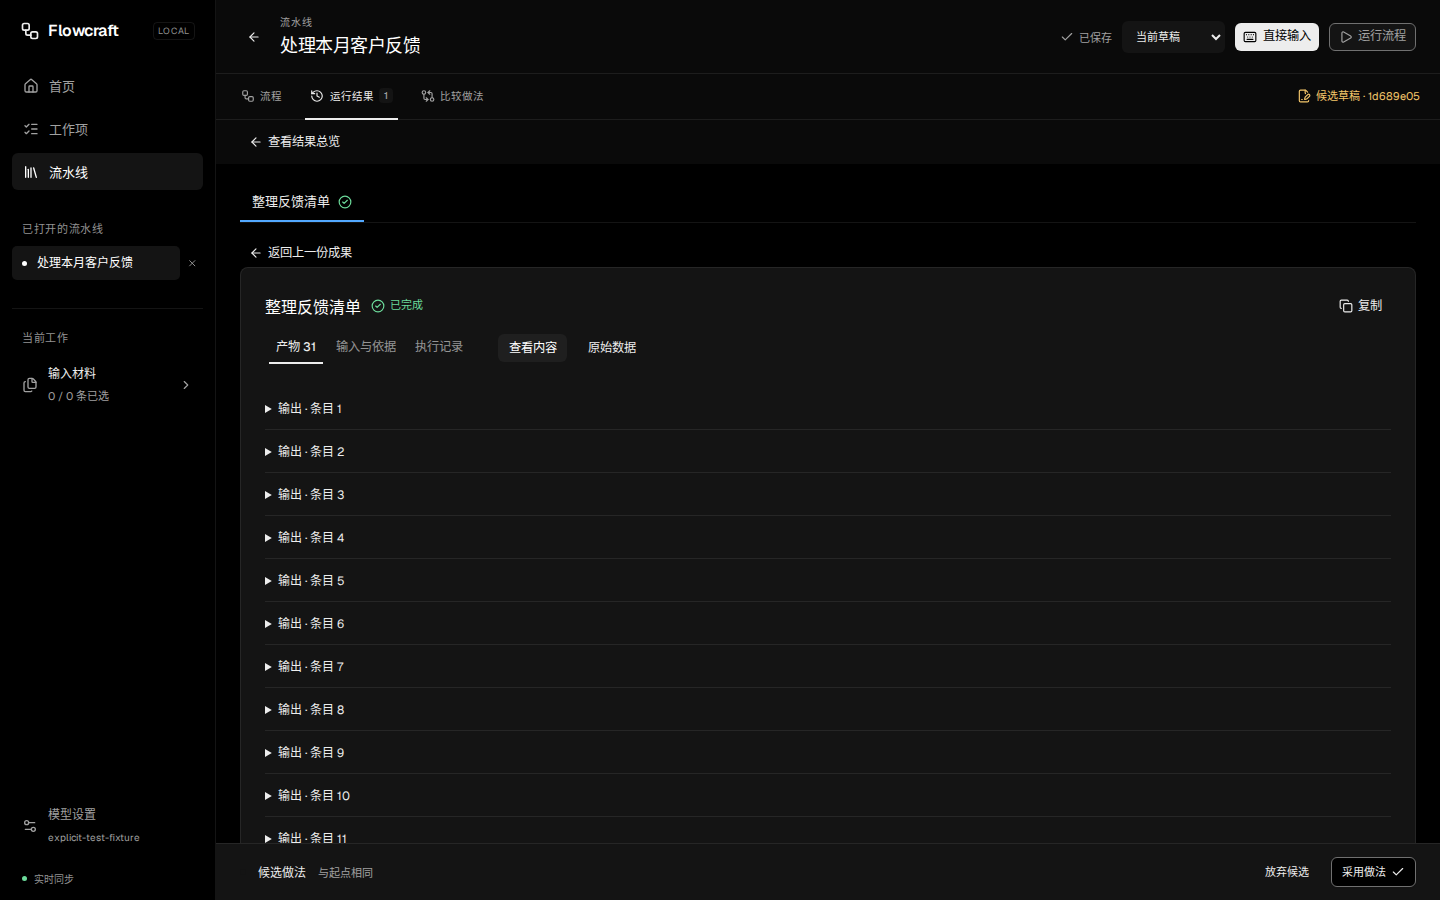 Flowcraft
LOCAL
首页
工作项
流水线
已打开的流水线
处理本月客户反馈
当前工作
输入材料
0 / 0 条已选
模型设置
explicit-test-fixture
实时同步
流水线
处理本月客户反馈
已保存
当前草稿
直接输入
运行流程
流程
运行结果 1
比较做法
候选草稿 · 1d689e05
查看结果总览
整理反馈清单
返回上一份成果
整理反馈清单
已完成
复制
产物 31
输入与依据
执行记录
查看内容
原始数据
输出 · 条目 1
输出 · 条目 2
输出 · 条目 3
输出 · 条目 4
输出 · 条目 5
输出 · 条目 6
输出 · 条目 7
输出 · 条目 8
输出 · 条目 9
输出 · 条目 10
输出 · 条目 11
候选做法
与起点相同
放弃候选
采用做法